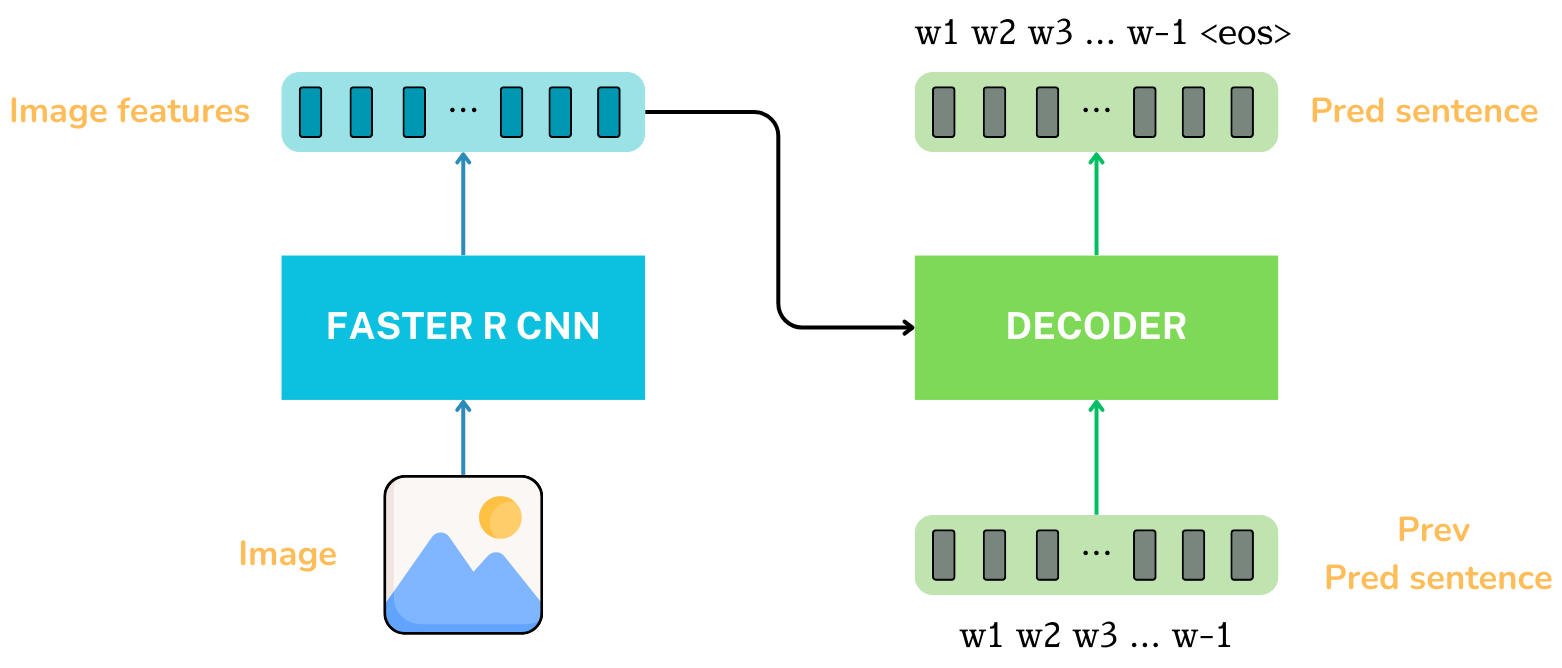 w1 w2 w3 ... w-1 <eos>
Image features
...
...
Pred sentence
FASTER R CNN
DECODER
Image
...
Prev
Pred sentence
w1 w2 w3 ... w-1